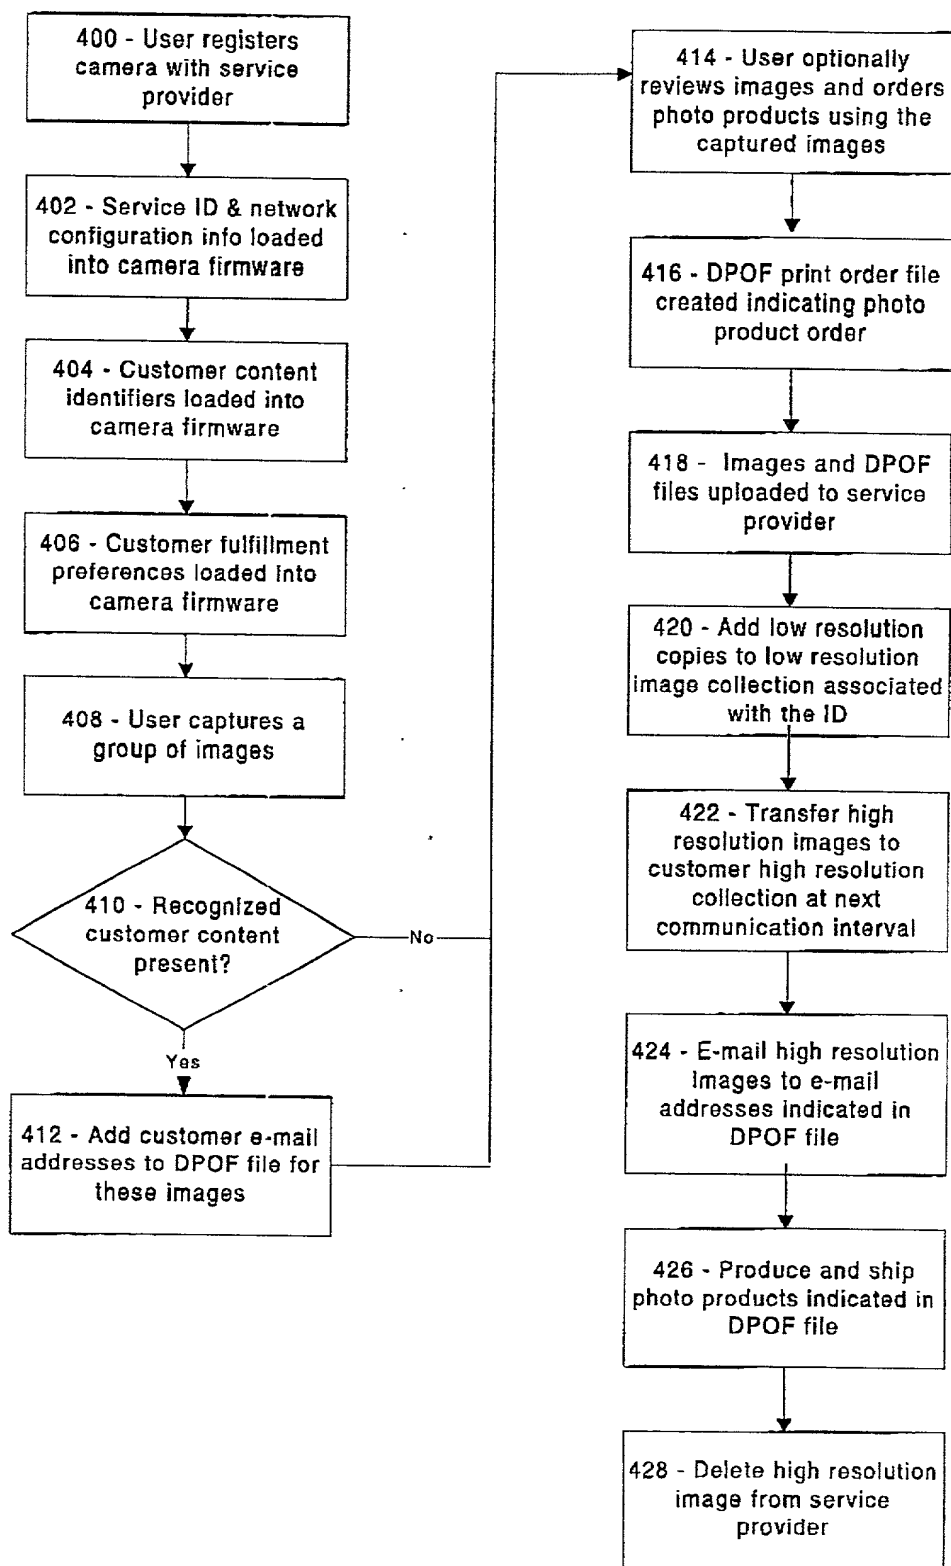 400 - User registers
camera with service
provider
402 - Service ID & network
configuration info loaded
into camera firmware
404 - Customer content
identifiers loaded into
camera firmware
406 - Customer fulfillment
preferences loaded into
camera firmware
408 - User captures a
group of images
410 - Recognized
customer content
present?
No
Yes
412 - Add customer e-mail
addresses to DPOF file for
these images
414 - User optionally
reviews images and orders
photo products using the
captured images
416 - DPOF print order file
created indicating photo
product order
418 - Images and DPOF
files uploaded to service
provider
420 - Add low resolution
copies to low resolution
image collection associated
with the ID
422 - Transfer high
resolution images to
customer high resolution
collection at next
communication interval
424 - E-mail high resolution
images to e-mail
addresses indicated in
DPOF file
426 - Produce and ship
photo products indicated in
DPOF file
428 - Delete high resolution
image from service
provider